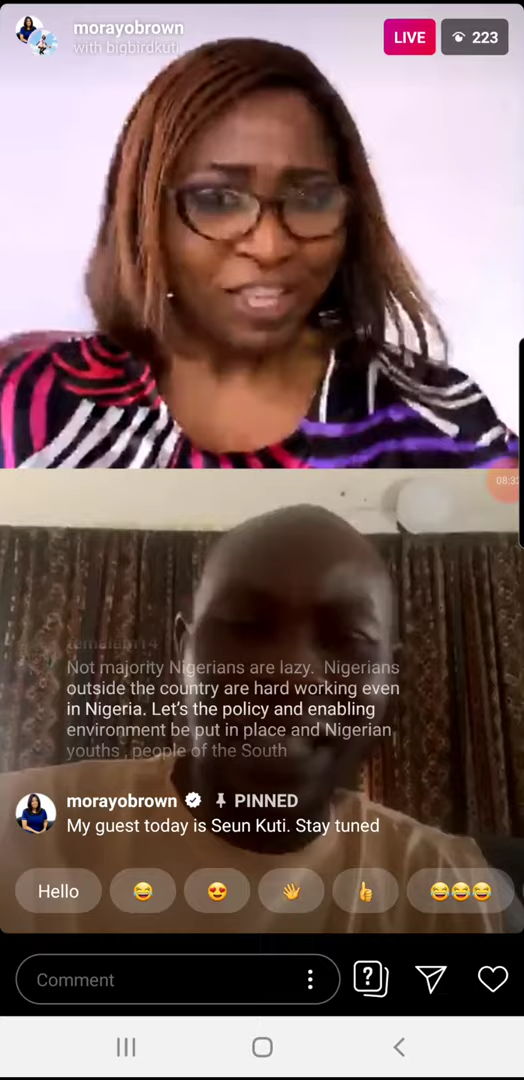 morayobrown
with bigbirdkuti
LIVE
223
08:3
Not majority Nigerians are lazy. Nigerians
outside the country are hard working even
in Nigeria. Let's the policy and enabling
environment be put in place and Nigerian
youths , people of the South
morayobrown PINNED
My guest today is Seun Kuti. Stay tuned
Hello
Comment